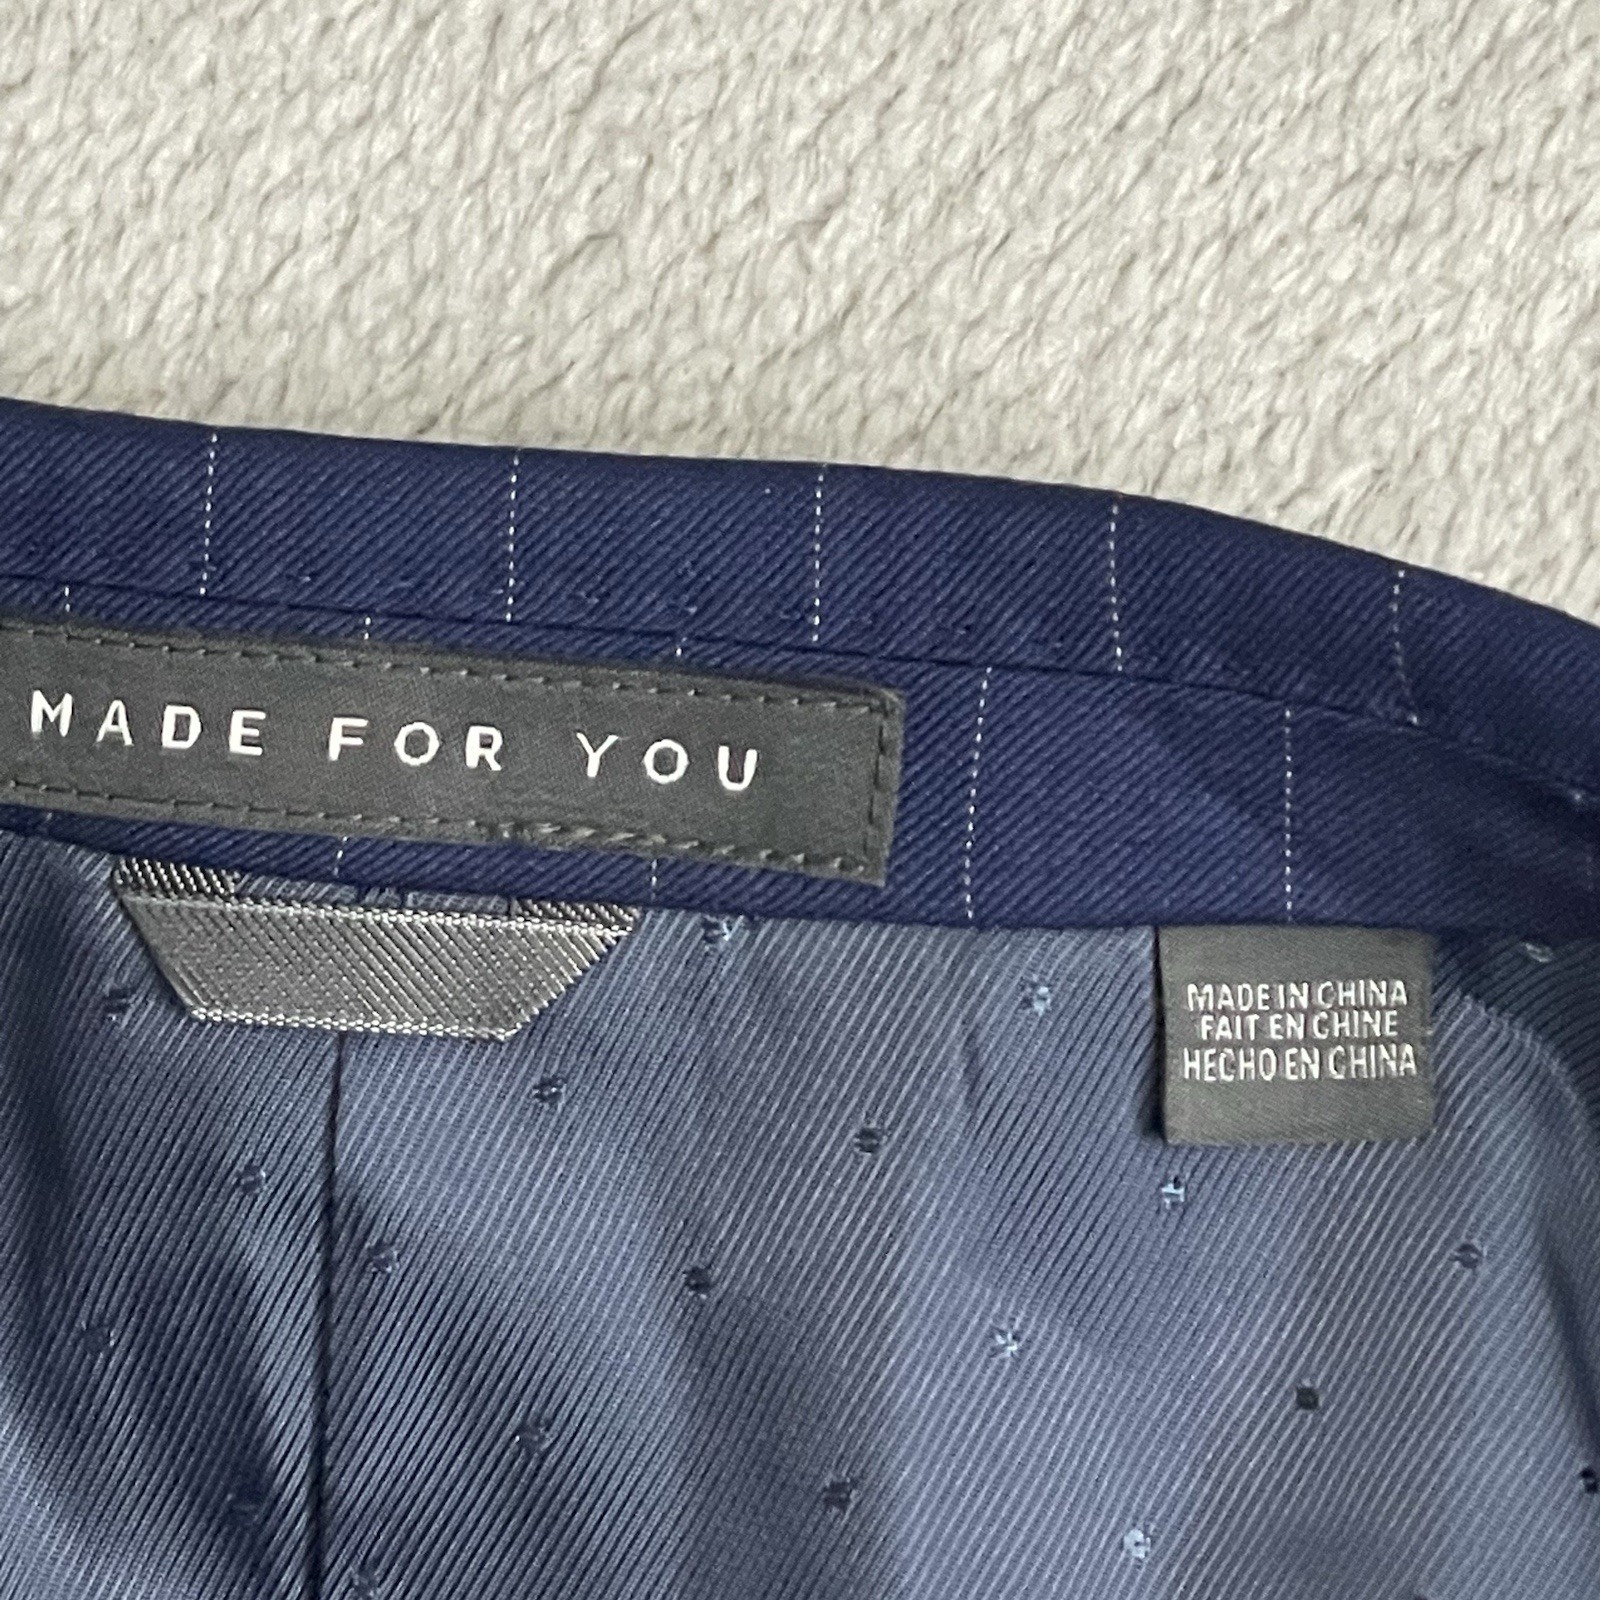 MADE FOR YOU
MADE IN CHINA
FAIT EN CHINE
HECHO EN CHINA